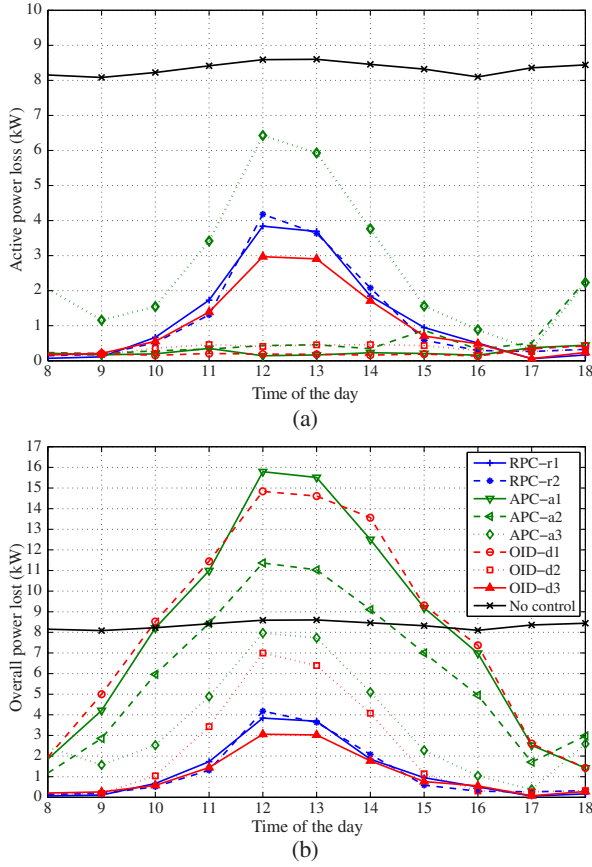 10
9
8
7
6
5
4
3
2
1
0
Active power loss (kW)
8 9 10 11 12 13 14 15 16 17 18
Time of the day
(a)
17
16
15
14
13
12
11
10
9
8
7
6
5
4
3
2
1
0
Overall power lost (kW)
RPC−r1
RPC−r2
APC−a1
APC−a2
APC−a3
OID−d1
OID−d2
OID−d3
No control
8 9 10 11 12 13 14 15 16 17 18
Time of the day
(b)